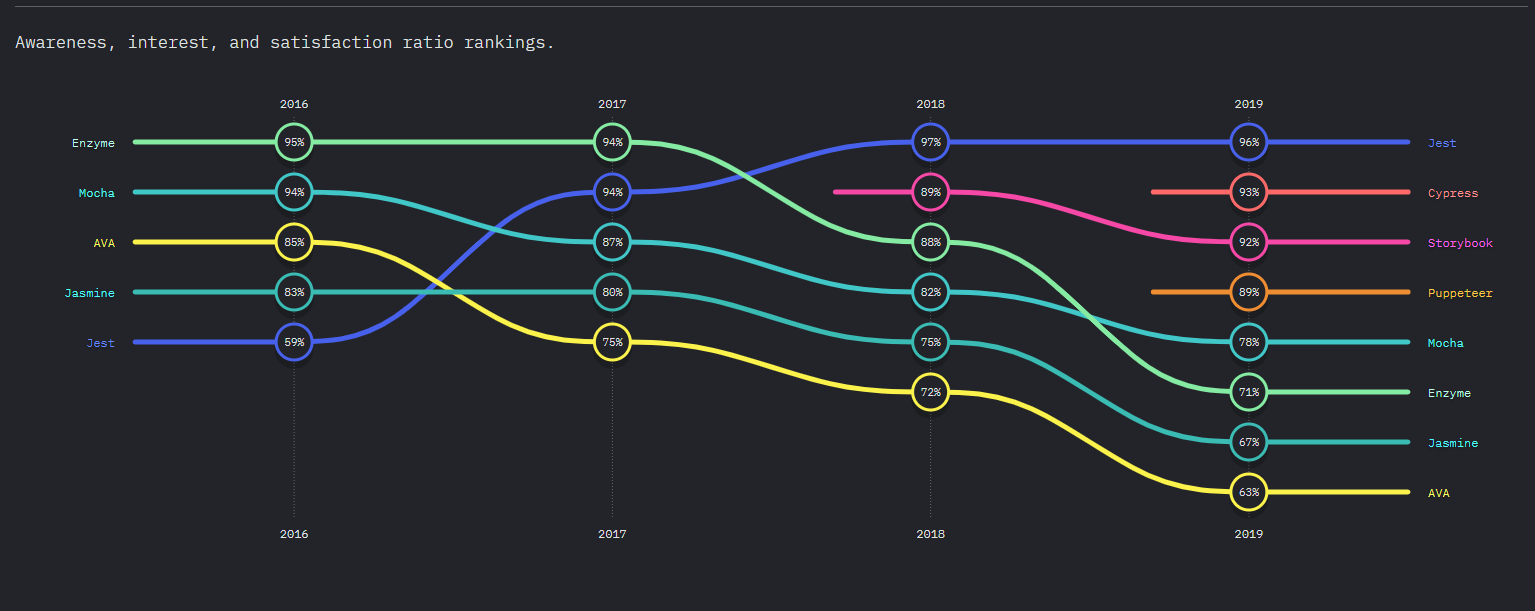 Awareness, interest, and satisfaction ratio rankings.
2016 2017 2018 2019
Enzyme 95% 94% 97% 96% Jest
Mocha 94% 94% 89% 93% Cypress
AVA 85% 87% 88% 92% Storybook
Jasmine 83% 80% 82% 89% Puppeteer
Jest 59% 75% 75% 78% Mocha
72% 71% Enzyme
67% Jasmine
63% AVA
2016 2017 2018 2019